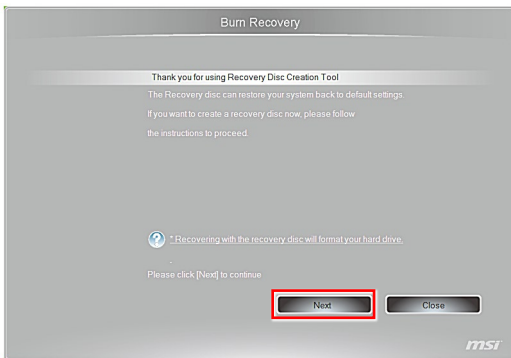 Burn Recovery
Thank you for using Recovery Disc Creation Tool
The Recovery disc can restore your system back to default settings.
If you want to create a recovery disc now, please follow
the instructions to proceed.
* Recovering with the recovery disc will format your hard drive.
Please click [Next] to continue
Next
Close
msi